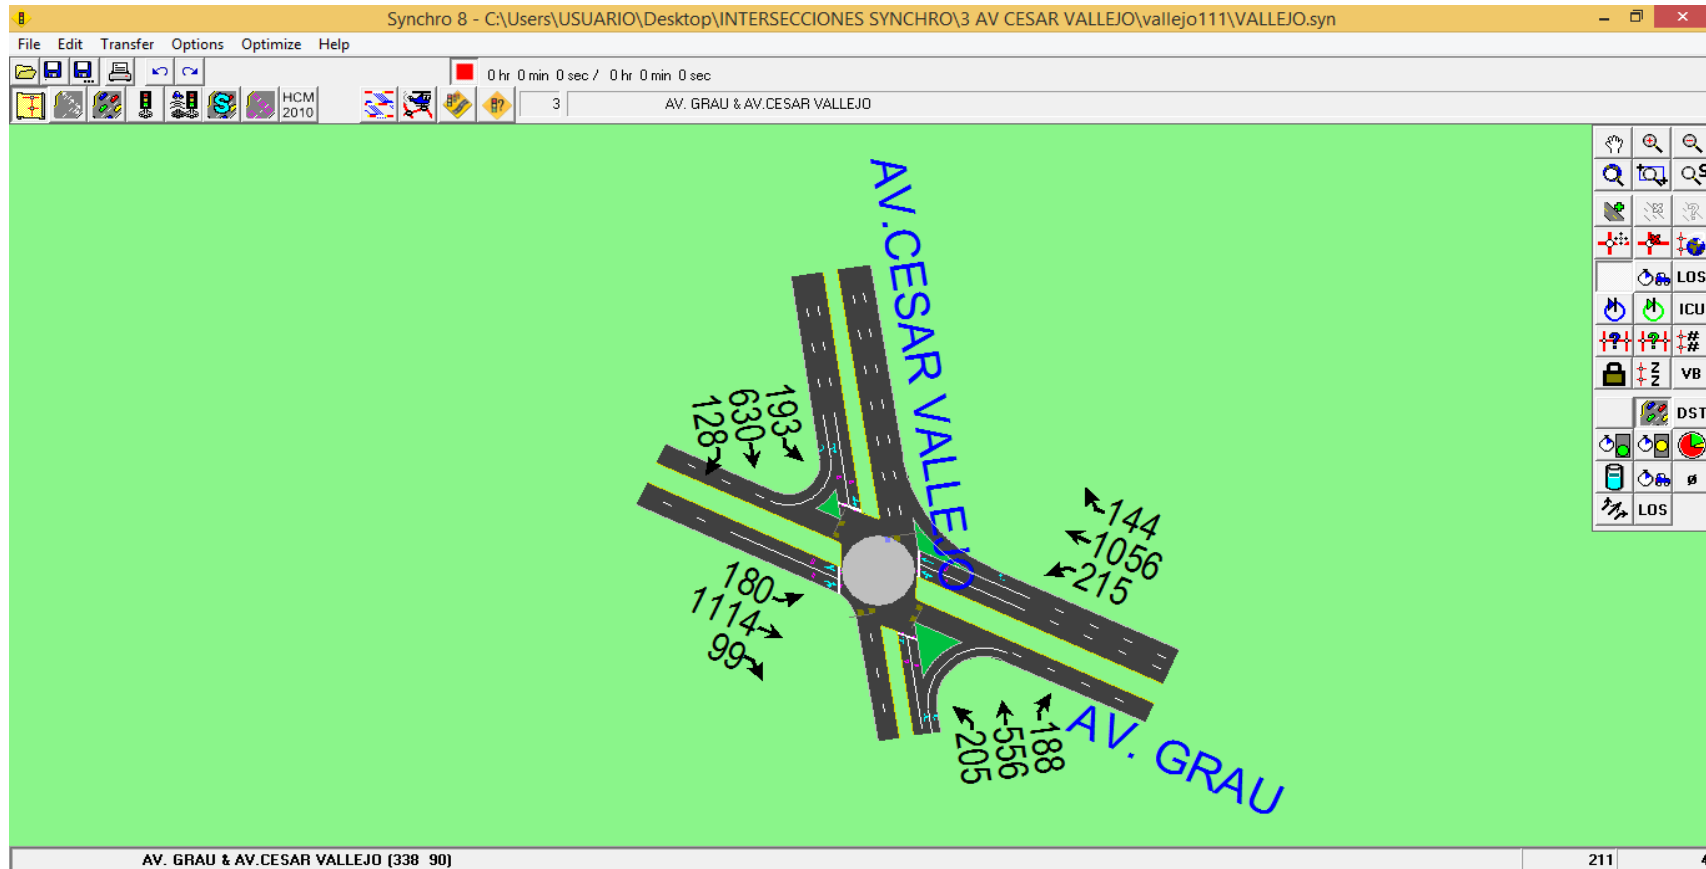 Synchro 8 - C:\Users\USUARIO\Desktop\INTERSECCIONES SYNCHRO\3 AV CESAR VALLEJO\vallejo111\VALLEJO.syn
File Edit Transfer Options Optimize Help
0 hr 0 min 0 sec / 0 hr 0 min 0 sec
HCM
2010
3 AV. GRAU & AV.CESAR VALLEJO
AV.CESAR VALLEJO
128
630
193
144
1056
215
180
1114
99
205
556
188
AV. GRAU
LOS
ICU
#
#
Z
Z
VB
DST
ø
LOS
AV. GRAU & AV.CESAR VALLEJO (338 90)
211